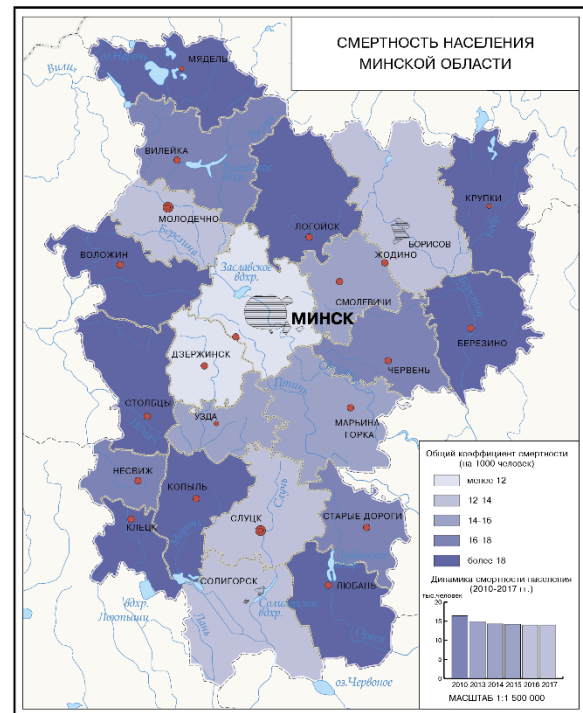 СМЕРТНОСТЬ НАСЕЛЕНИЯ
МИНСКОЙ ОБЛАСТИ
МЯДЕЛЬ
Вилия
ВИЛЕЙКА
МОЛОДЕЧНО
Березина
ЛОГОЙСК
БОРИСОВ
ЖОДИНО
КРУПКИ
ВОЛОЖИН
Заславское
вдхр.
СМОЛЕВИЧИ
МИНСК
БЕРЕЗИНО
ДЗЕРЖИНСК
ЧЕРВЕНЬ
Птичь
СТОЛБЦЫ
УЗДА
МАРЬИНА
ГОРКА
НЕСВИЖ
КОПЫЛЬ
Случь
СЛУЦК
СТАРЫЕ ДОРОГИ
КЛЕЦК
СОЛИГОРСК
ЛЮБАНЬ
вдхр.
Локтыши
Лань
Солигорское
вдхр.
Оресса
оз.Червоное
Общий коэффициент смертности
(на 1000 человек)
менее 12
12-14
14-16
16-18
более 18
Динамика смертности населения
(2010-2017 гг.)
тыс.человек
20
15
10
5
0
2010 2013 2014 2015 2016 2017
МАСШТАБ 1:1 500 000